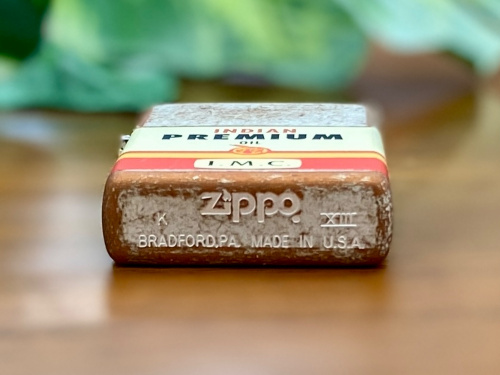 INDIAN
PREMIUM
OIL
I.M.C.
zippo
K XIII
BRADFORD,PA. MADE IN U.S.A.